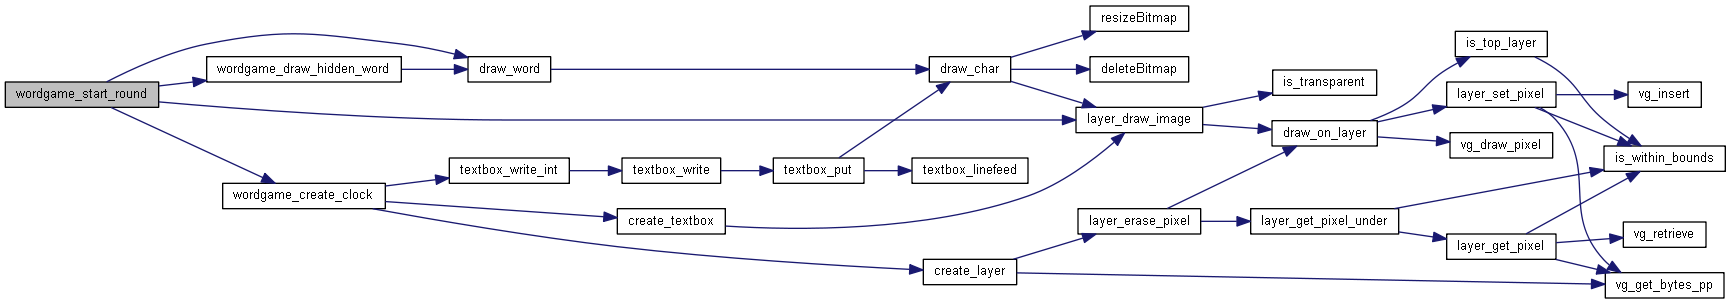 wordgame_start_round
wordgame_draw_hidden_word
wordgame_create_clock
draw_word
textbox_write_int
create_textbox
textbox_write
textbox_put
draw_char
textbox_linefeed
create_layer
resizeBitmap
deleteBitmap
layer_draw_image
layer_erase_pixel
is_transparent
draw_on_layer
layer_get_pixel_under
is_top_layer
layer_set_pixel
vg_draw_pixel
layer_get_pixel
vg_insert
is_within_bounds
vg_retrieve
vg_get_bytes_pp